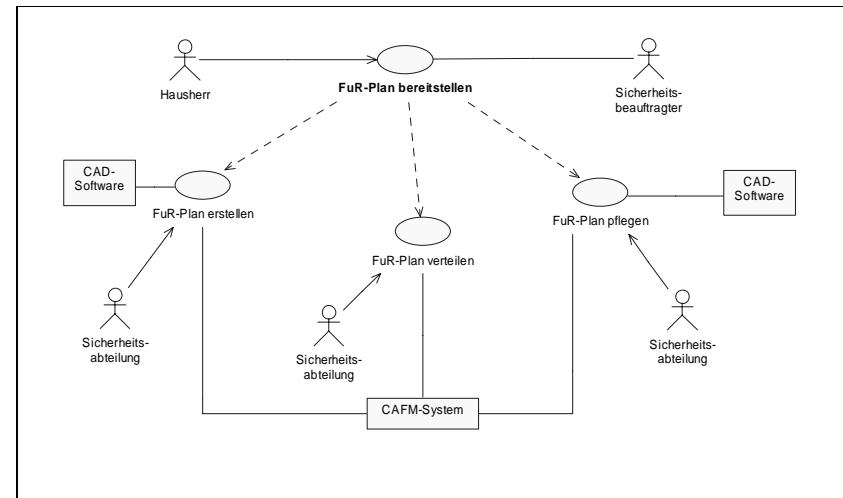 Hausherr
FuR-Plan bereitstellen
Sicherheits-
beauftragter
CAD-
Software
FuR-Plan erstellen
CAD-
Software
FuR-Plan pflegen
FuR-Plan verteilen
Sicherheits-
abteilung
Sicherheits-
abteilung
Sicherheits-
abteilung
CAFM-System